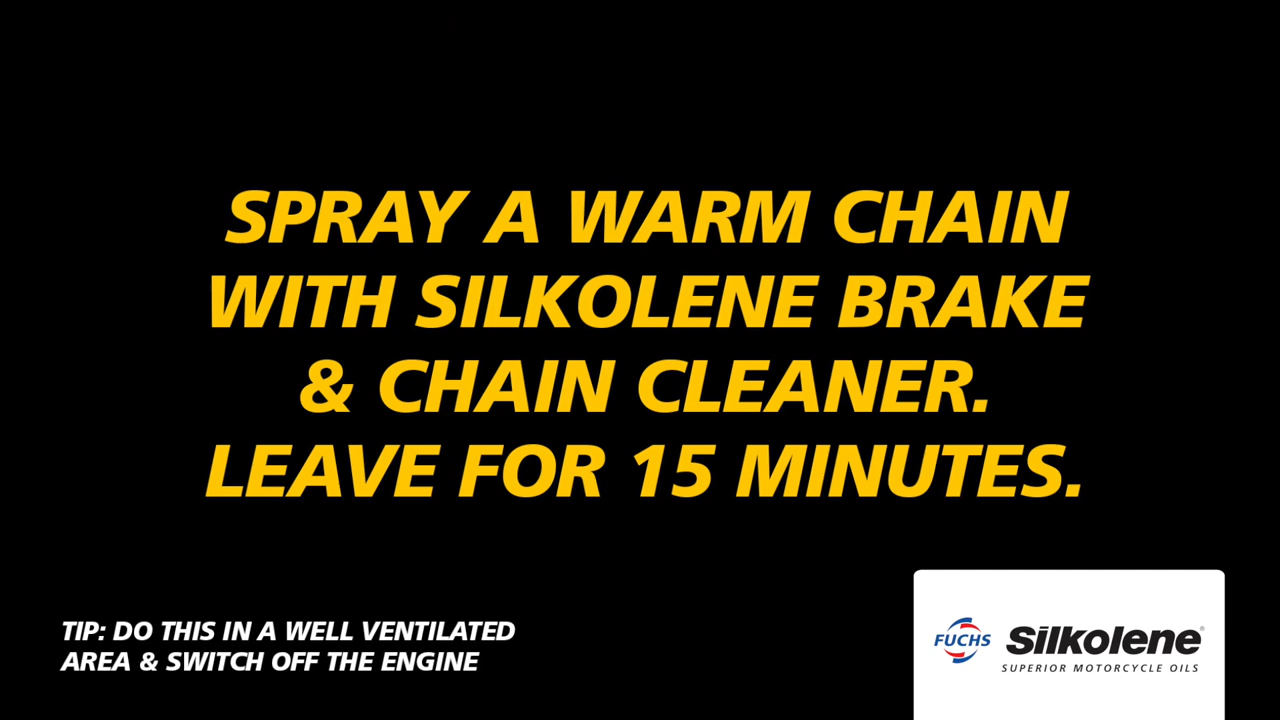 SPRAY A WARM CHAIN
WITH SILKOLENE BRAKE
& CHAIN CLEANER.
LEAVE FOR 15 MINUTES.
TIP: DO THIS IN A WELL VENTILATED
AREA & SWITCH OFF THE ENGINE
FUCHS
Silkolene®
SUPERIOR MOTORCYCLE OILS